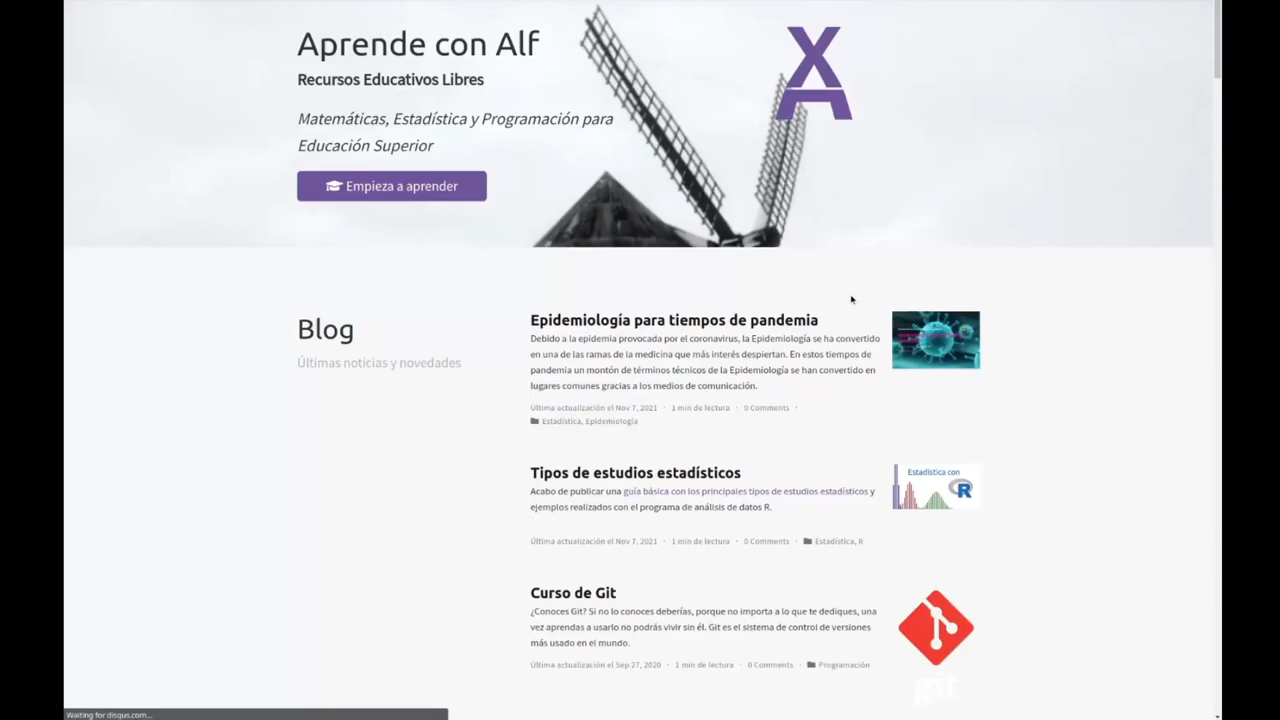 Aprende con Alf
Recursos Educativos Libres
Matemáticas, Estadística y Programación para
Educación Superior
Empieza a aprender
Blog
Últimas noticias y novedades
Epidemiología para tiempos de pandemia
Debido a la epidemia provocada por el coronavirus, la Epidemiología se ha convertido
en una de las ramas de la medicina que más interés despiertan. En estos tiempos de
pandemia un montón de términos técnicos de la Epidemiología se han convertido en
lugares comunes gracias a los medios de comunicación.
Última actualización el Nov 7, 2021 · 1 min de lectura · 0 Comments ·
Estadística, Epidemiología
Tipos de estudios estadísticos
Acabo de publicar una guía básica con los principales tipos de estudios estadísticos y
ejemplos realizados con el programa de análisis de datos R.
Última actualización el Nov 7, 2021 · 1 min de lectura · 0 Comments · Estadística, R
Estadística con
R
Curso de Git
¿Conoces Git? Si no lo conoces deberías, porque no importa a lo que te dediques, una
vez aprendas a usarlo no podrás vivir sin él. Git es el sistema de control de versiones
más usado en el mundo.
Última actualización el Sep 27, 2020 · 1 min de lectura · 0 Comments · Programación
git
Waiting for disqus.com...